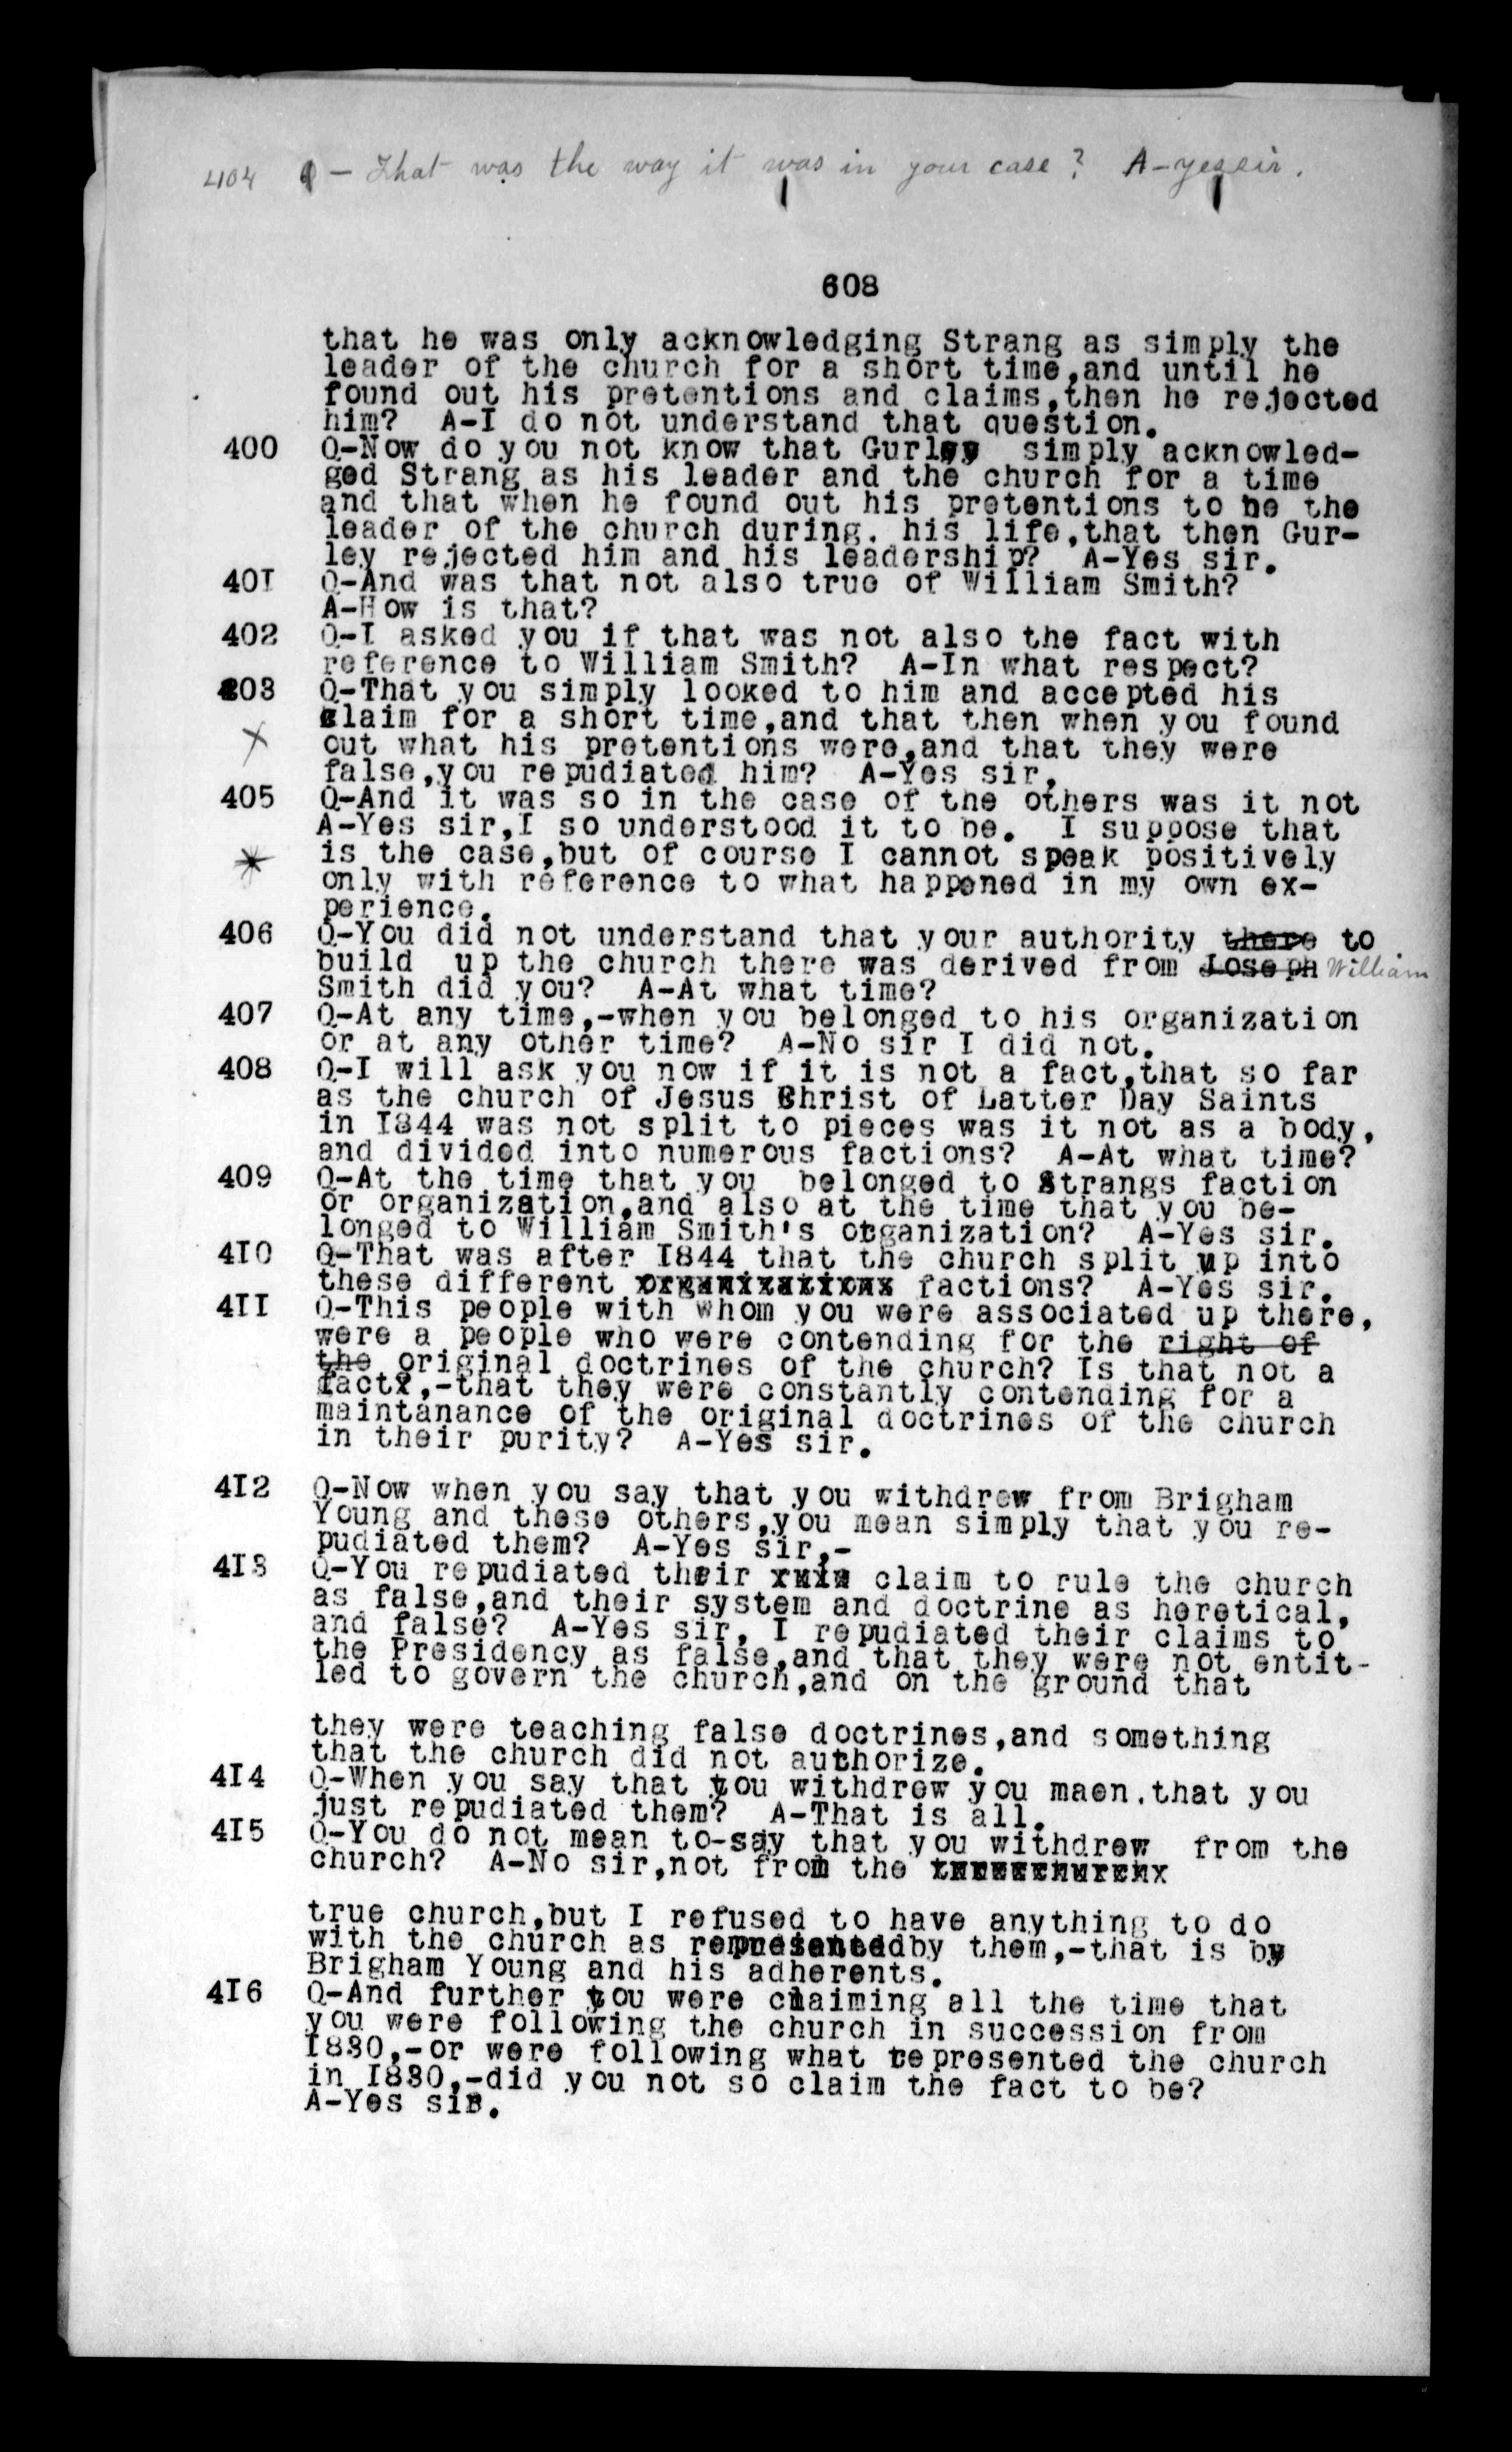 404 Q - That was the way it was in your case? A - yes sir.
608
that he was only acknowledging Strang as simply the
leader of the church for a short time,and until he
found out his pretentions and claims,then he rejected
him? A-I do not understand that question.
400 Q-Now do you not know that Gurley simply acknowled-
ged Strang as his leader and the church for a time
and that when he found out his pretentions to be the
leader of the church during. his life,that then Gur-
ley rejected him and his leadership? A-Yes sir.
40I Q-And was that not also true of William Smith?
A-How is that?
402 Q-I asked you if that was not also the fact with
reference to William Smith? A-In what respect?
403 Q-That you simply looked to him and accepted his
claim for a short time,and that then when you found
out what his pretentions were,and that they were
false,you repudiated him? A-Yes sir.
405 Q-And it was so in the case of the others was it not
A-Yes sir,I so understood it to be. I suppose that
is the case,but of course I cannot speak positively
only with reference to what happened in my own ex-
perience.
406 Q-You did not understand that your authority there to
build up the church there was derived from Joseph William
Smith did you? A-At what time?
407 Q-At any time,-when you belonged to his organization
or at any other time? A-No sir I did not.
408 Q-I will ask you now if it is not a fact,that so far
as the church of Jesus Christ of Latter Day Saints
in I844 was not split to pieces was it not as a body,
and divided into numerous factions? A-At what time?
409 Q-At the time that you belonged to Strangs faction
or organization,and also at the time that you be-
longed to William Smith's organization? A-Yes sir.
4I0 Q-That was after I844 that the church split up into
these different organizations factions? A-Yes sir.
4II Q-This people with whom you were associated up there,
were a people who were contending for the right of
the original doctrines of the church? Is that not a
fact,-that they were constantly contending for a
maintanance of the original doctrines of the church
in their purity? A-Yes sir.
4I2 Q-Now when you say that you withdrew from Brigham
Young and these others,you mean simply that you re-
pudiated them? A-Yes sir,-
4I3 Q-You repudiated their claim to rule the church
as false,and their system and doctrine as heretical,
and false? A-Yes sir, I repudiated their claims to
the Presidency as false,and that they were not entit-
led to govern the church,and on the ground that
they were teaching false doctrines,and something
that the church did not authorize.
4I4 Q-When you say that you withdrew you maen.that you
just repudiated them? A-That is all.
4I5 Q-You do not mean to-say that you withdrew from the
church? A-No sir,not from the
true church,but I refused to have anything to do
with the church as representedby them,-that is by
Brigham Young and his adherents.
4I6 Q-And further you were claiming all the time that
you were following the church in succession from
I830,-or were following what represented the church
in I830,-did you not so claim the fact to be?
A-Yes sir.